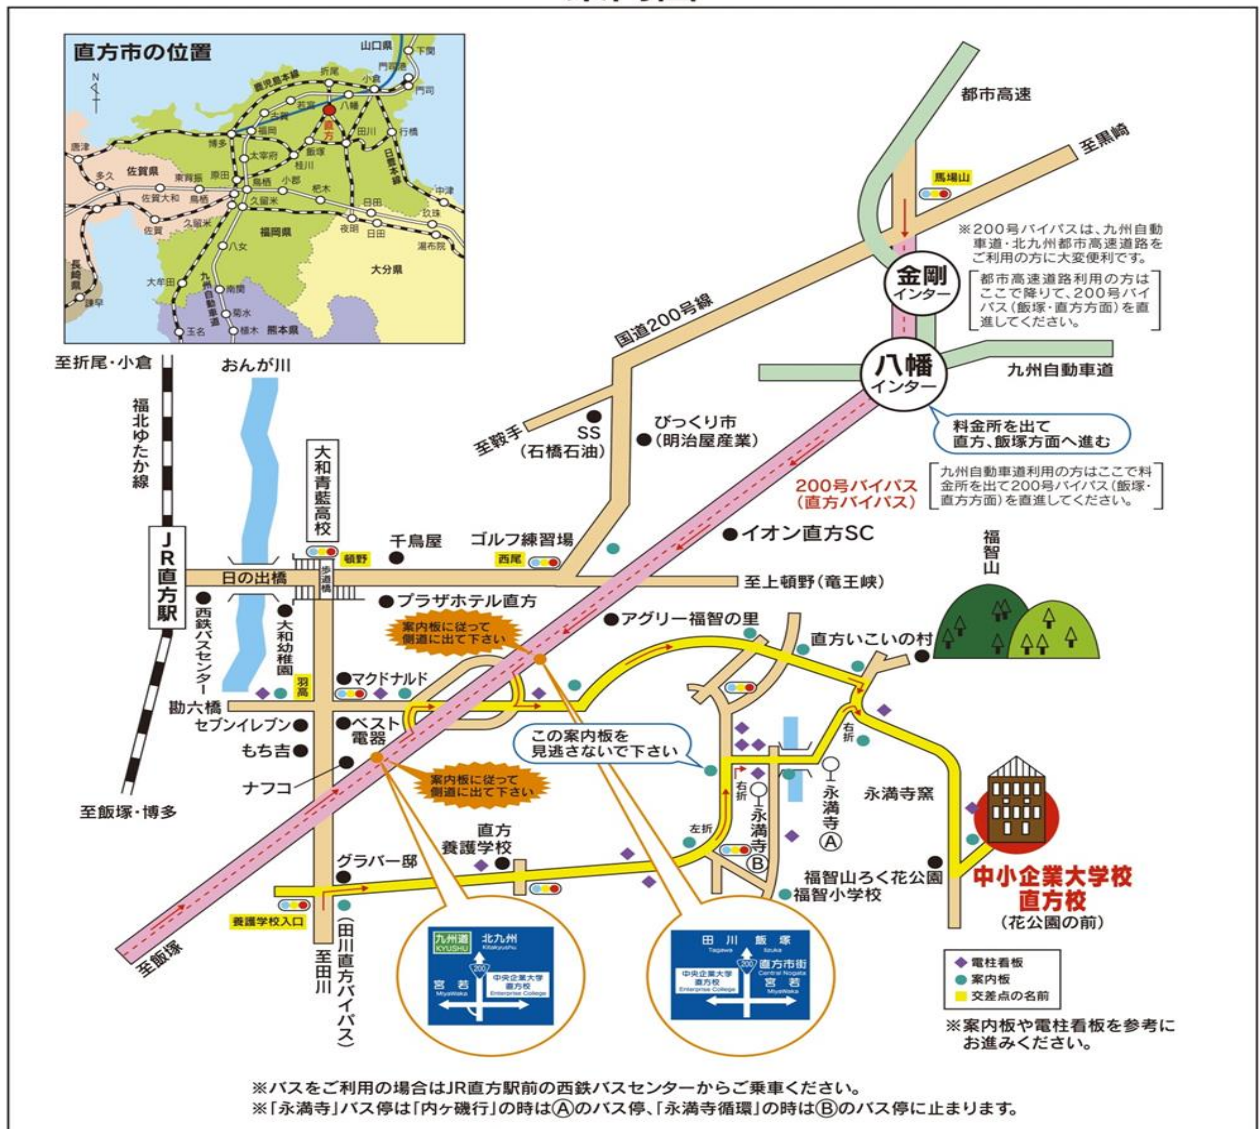 直方市の位置
N
山口県
下関
門司港
門司
小倉
折尾
鹿児島本線
若宮
八幡
古賀
直方
福岡
博多
田川
行橋
飯塚
桂川
太宰府
日豊本線
唐津
佐賀県
多久
東背振
原田
鳥栖
小郡
杷木
中津
佐賀大和
鳥栖
久留米
日田
玖珠
佐賀
久留米
夜明
日田
湯布院
福岡県
八女
大分県
長崎県
諫早
大牟田
九州自動車道
南関
菊水
玉名
植木
熊本県
都市高速
至黒崎
馬場山
※200号バイパスは、九州自動
車道・北九州都市高速道路を
ご利用の方に大変便利です。
金剛
インター
都市高速道路利用の方は
ここで降りて、200号バイ
パス(飯塚・直方方面)を直
進してください。
国道200号線
八幡
インター
九州自動車道
料金所を出て
直方、飯塚方面へ進む
九州自動車道利用の方はここで料
金所を出て200号バイパス(飯塚・
直方方面)を直進してください。
200号バイパス
(直方バイパス)
至折尾・小倉
おんが川
福北ゆたか線
至鞍手
SS
(石橋石油)
びっくり市
(明治屋産業)
大和青藍高校
イオン直方SC
福智山
JR直方駅
日の出橋
歩道橋
頓野
千鳥屋
ゴルフ練習場
西尾
至上頓野(竜王峡)
西鉄バスセンター
大和幼稚園
プラザホテル直方
アグリー福智の里
案内板に従って
側道に出て下さい
直方いこいの村
羽高
マクドナルド
勘六橋
セブンイレブン
ベスト
電器
もち吉
ナフコ
この案内板を
見逃さないで下さい
右折
案内板に従って
側道に出て下さい
至飯塚・博多
右折
左折
永満寺Ⓑ
永満寺Ⓐ
永満寺窯
直方
養護学校
グラバー邸
福智山ろく花公園
福智小学校
中小企業大学校
直方校
(花公園の前)
養護学校入口
至飯塚
至田川
(田川直方バイパス)
九州道
KYUSHU
北九州
Kitakyushu
200
宮若
MiyaWaka
中央企業大学
直方校
Enterprise College
田川
Tagawa
飯塚
Iizuka
200
中央企業大学
直方校
Enterprise College
直方市街
Central Nogata
宮若
MiyaWaka
電柱看板
案内板
交差点の名前
※案内板や電柱看板を参考に
お進みください。
※バスをご利用の場合はJR直方駅前の西鉄バスセンターからご乗車ください。
※「永満寺」バス停は「内ヶ磯行」の時はⒶのバス停、「永満寺循環」の時はⒷのバス停に止まります。